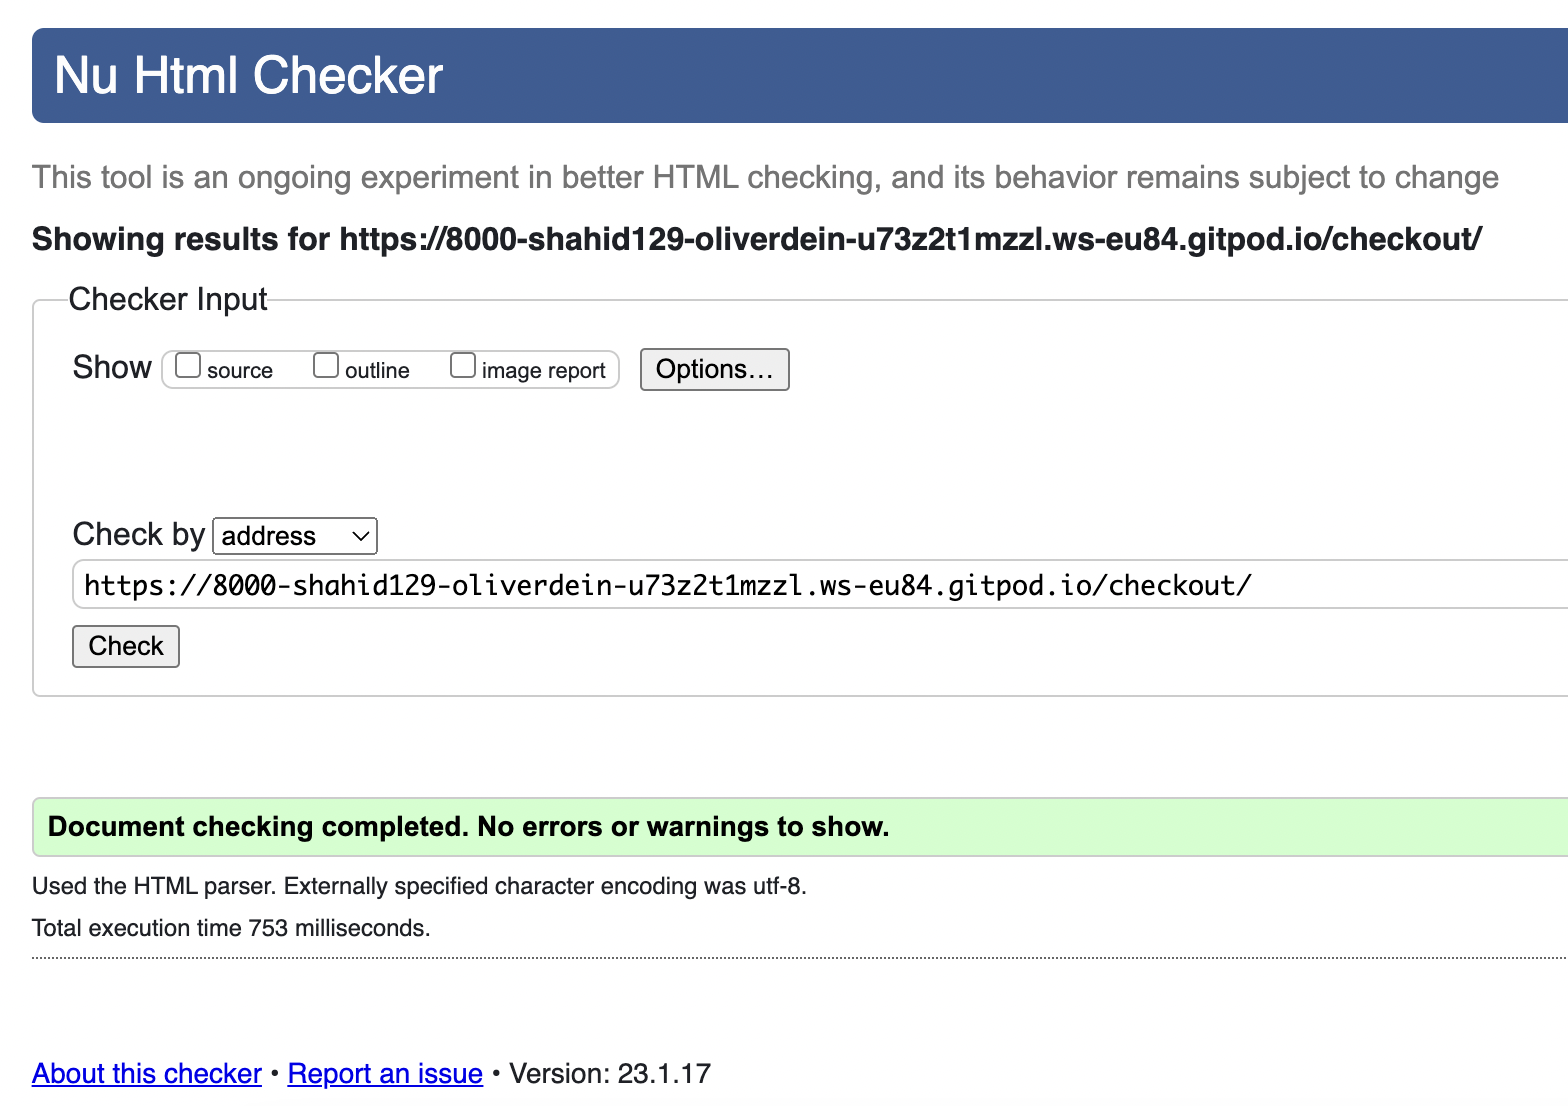 Nu Html Checker
This tool is an ongoing experiment in better HTML checking, and its behavior remains subject to change
Showing results for https://8000-shahid129-oliverdein-u73z2t1mzzl.ws-eu84.gitpod.io/checkout/
Checker Input
Show source outline image report Options...
Check by address
https://8000-shahid129-oliverdein-u73z2t1mzzl.ws-eu84.gitpod.io/checkout/
Check
Document checking completed. No errors or warnings to show.
Used the HTML parser. Externally specified character encoding was utf-8.
Total execution time 753 milliseconds.
About this checker • Report an issue • Version: 23.1.17